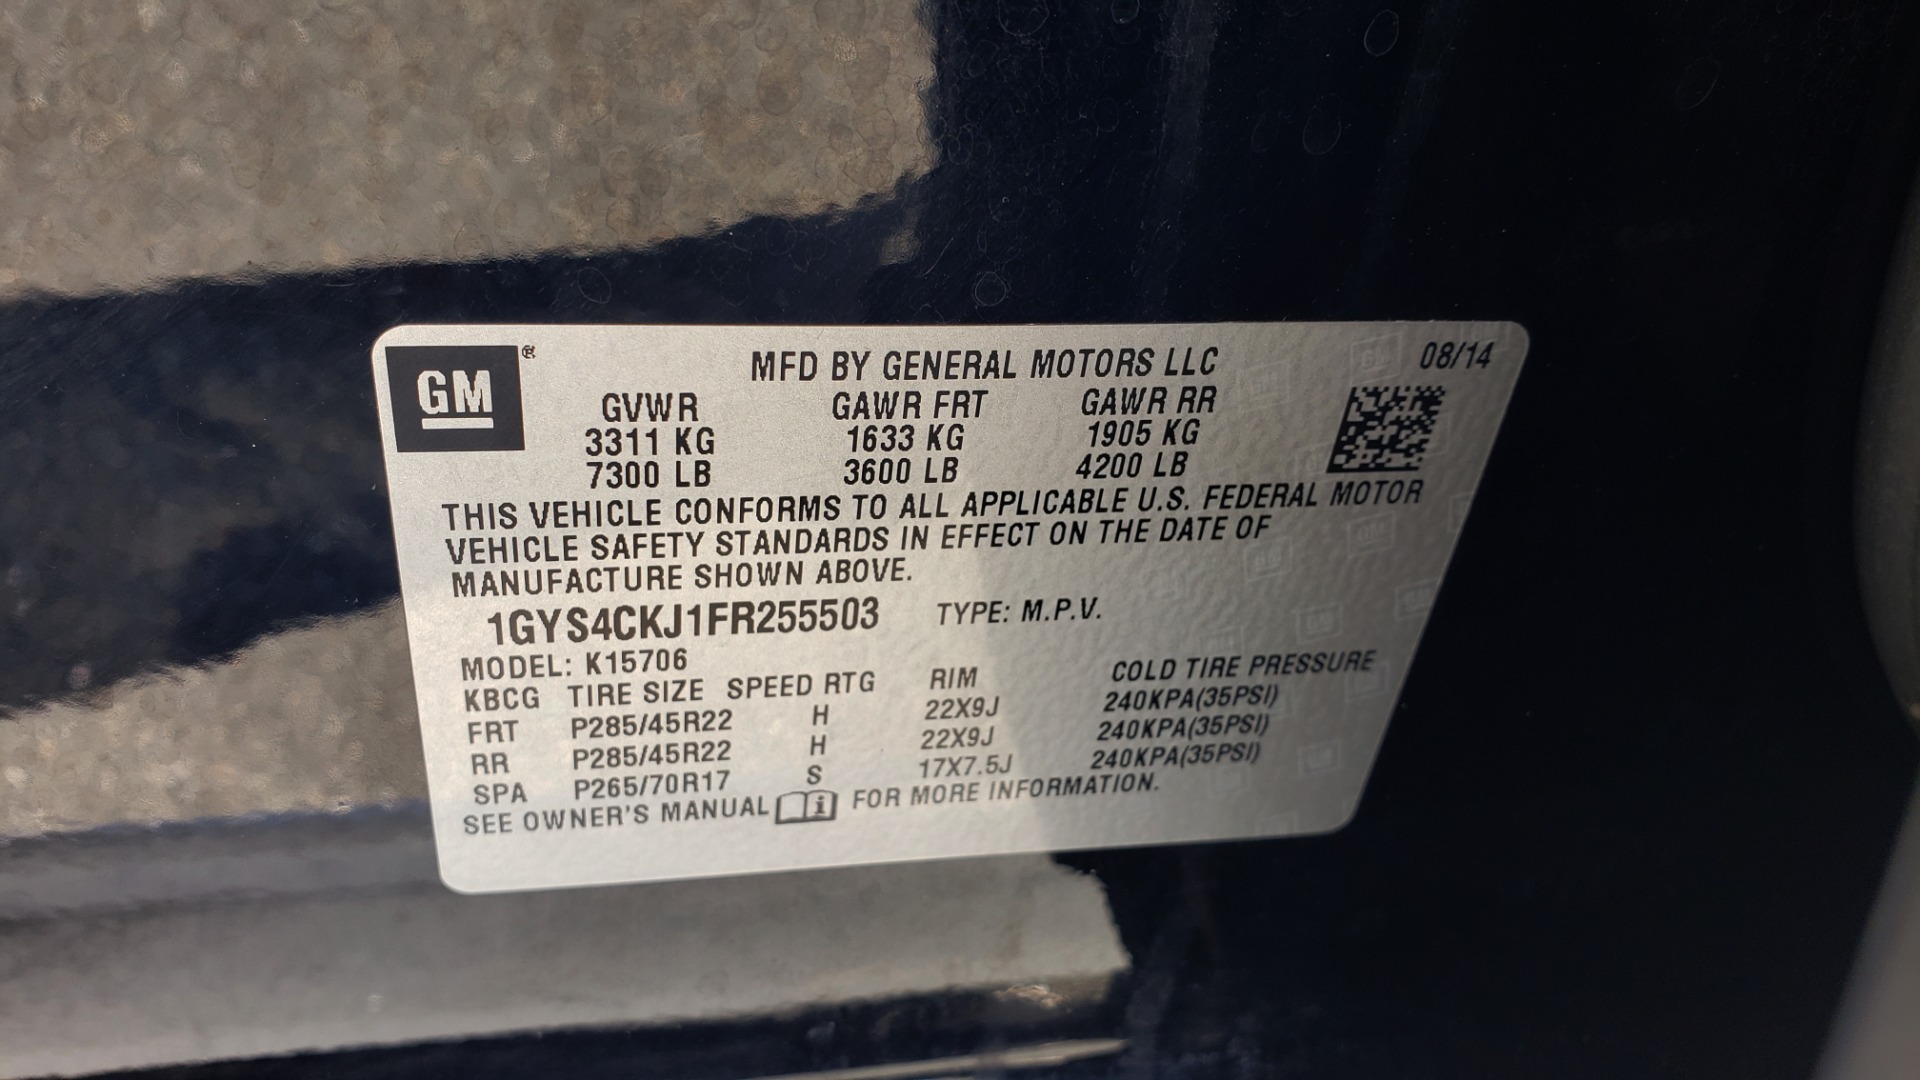 GM® MFD BY GENERAL MOTORS LLC 08/14
GVWR GAWR FRT GAWR RR
3311 KG 1633 KG 1905 KG
7300 LB 3600 LB 4200 LB
THIS VEHICLE CONFORMS TO ALL APPLICABLE U.S. FEDERAL MOTOR
VEHICLE SAFETY STANDARDS IN EFFECT ON THE DATE OF
MANUFACTURE SHOWN ABOVE.
1GYS4CKJ1FR255503 TYPE: M.P.V.
MODEL: K15706
KBCG TIRE SIZE SPEED RTG RIM COLD TIRE PRESSURE
FRT P285/45R22 H 22X9J 240KPA(35PSI)
RR P285/45R22 H 22X9J 240KPA(35PSI)
SPA P265/70R17 S 17X7.5J 240KPA(35PSI)
SEE OWNER'S MANUAL i FOR MORE INFORMATION.